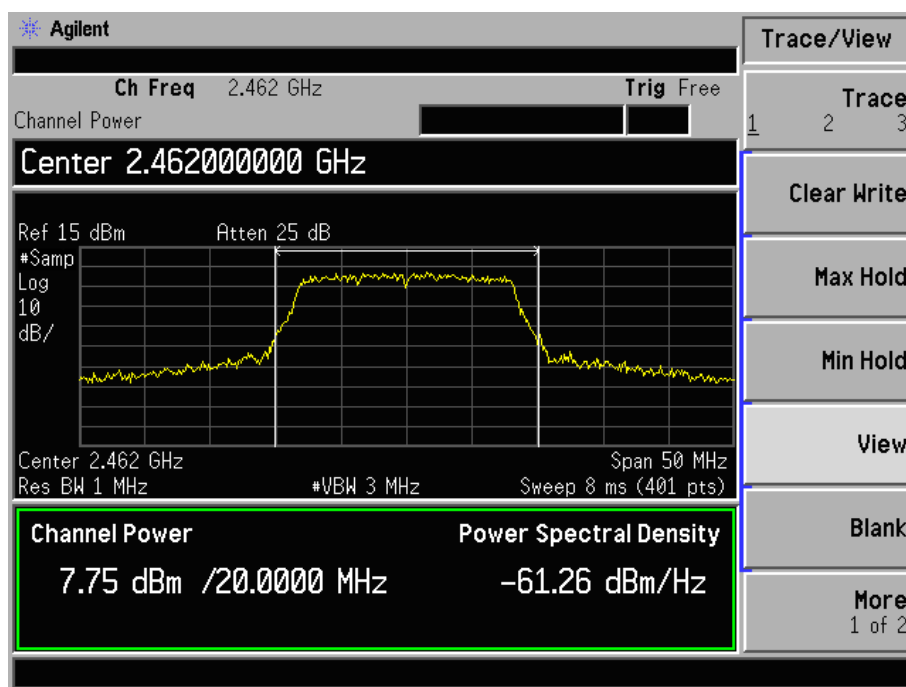 Agilent
Trace/View
Ch Freq 2.462 GHz Trig Free
Channel Power
Trace
1 2 3
Center 2.462000000 GHz
Clear Write
Ref 15 dBm Atten 25 dB
#Samp
Log
10
dB/
Max Hold
Min Hold
View
Center 2.462 GHz Span 50 MHz
Res BW 1 MHz #VBW 3 MHz Sweep 8 ms (401 pts)
Channel Power Power Spectral Density
7.75 dBm /20.0000 MHz -61.26 dBm/Hz
Blank
More
1 of 2